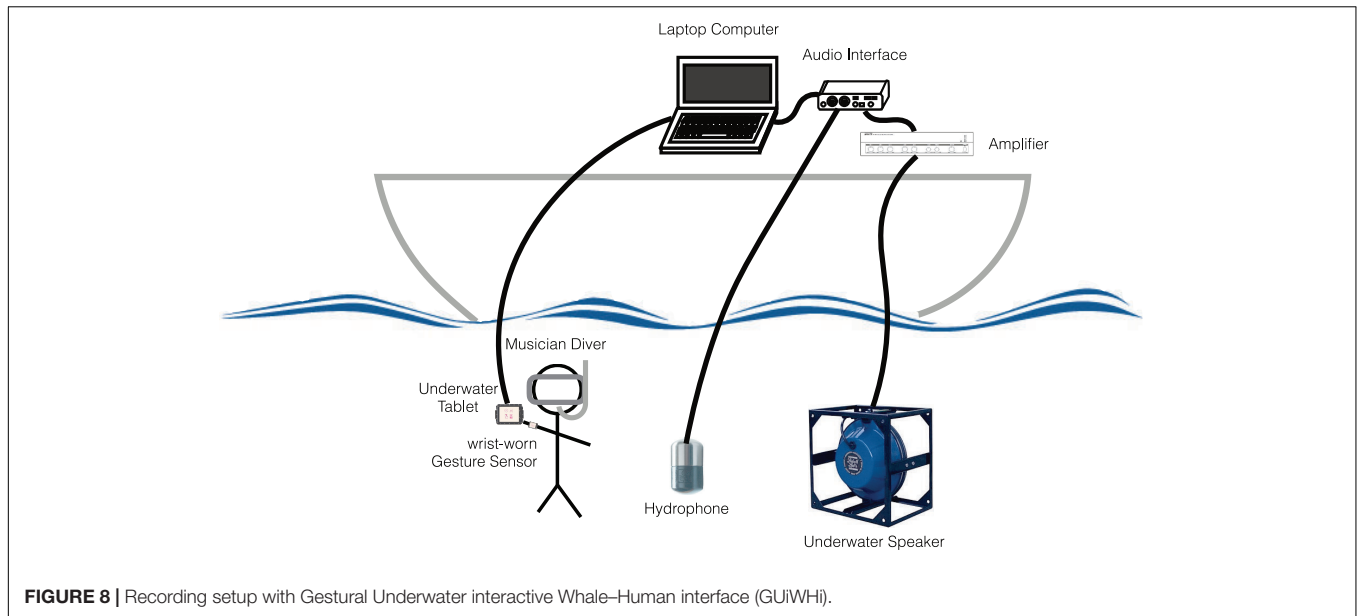 Laptop Computer
Audio Interface
Amplifier
Musician Diver
Underwater
Tablet
wrist-worn
Gesture Sensor
Hydrophone
Underwater Speaker
FIGURE 8 | Recording setup with Gestural Underwater interactive Whale–Human interface (GUiWHi).